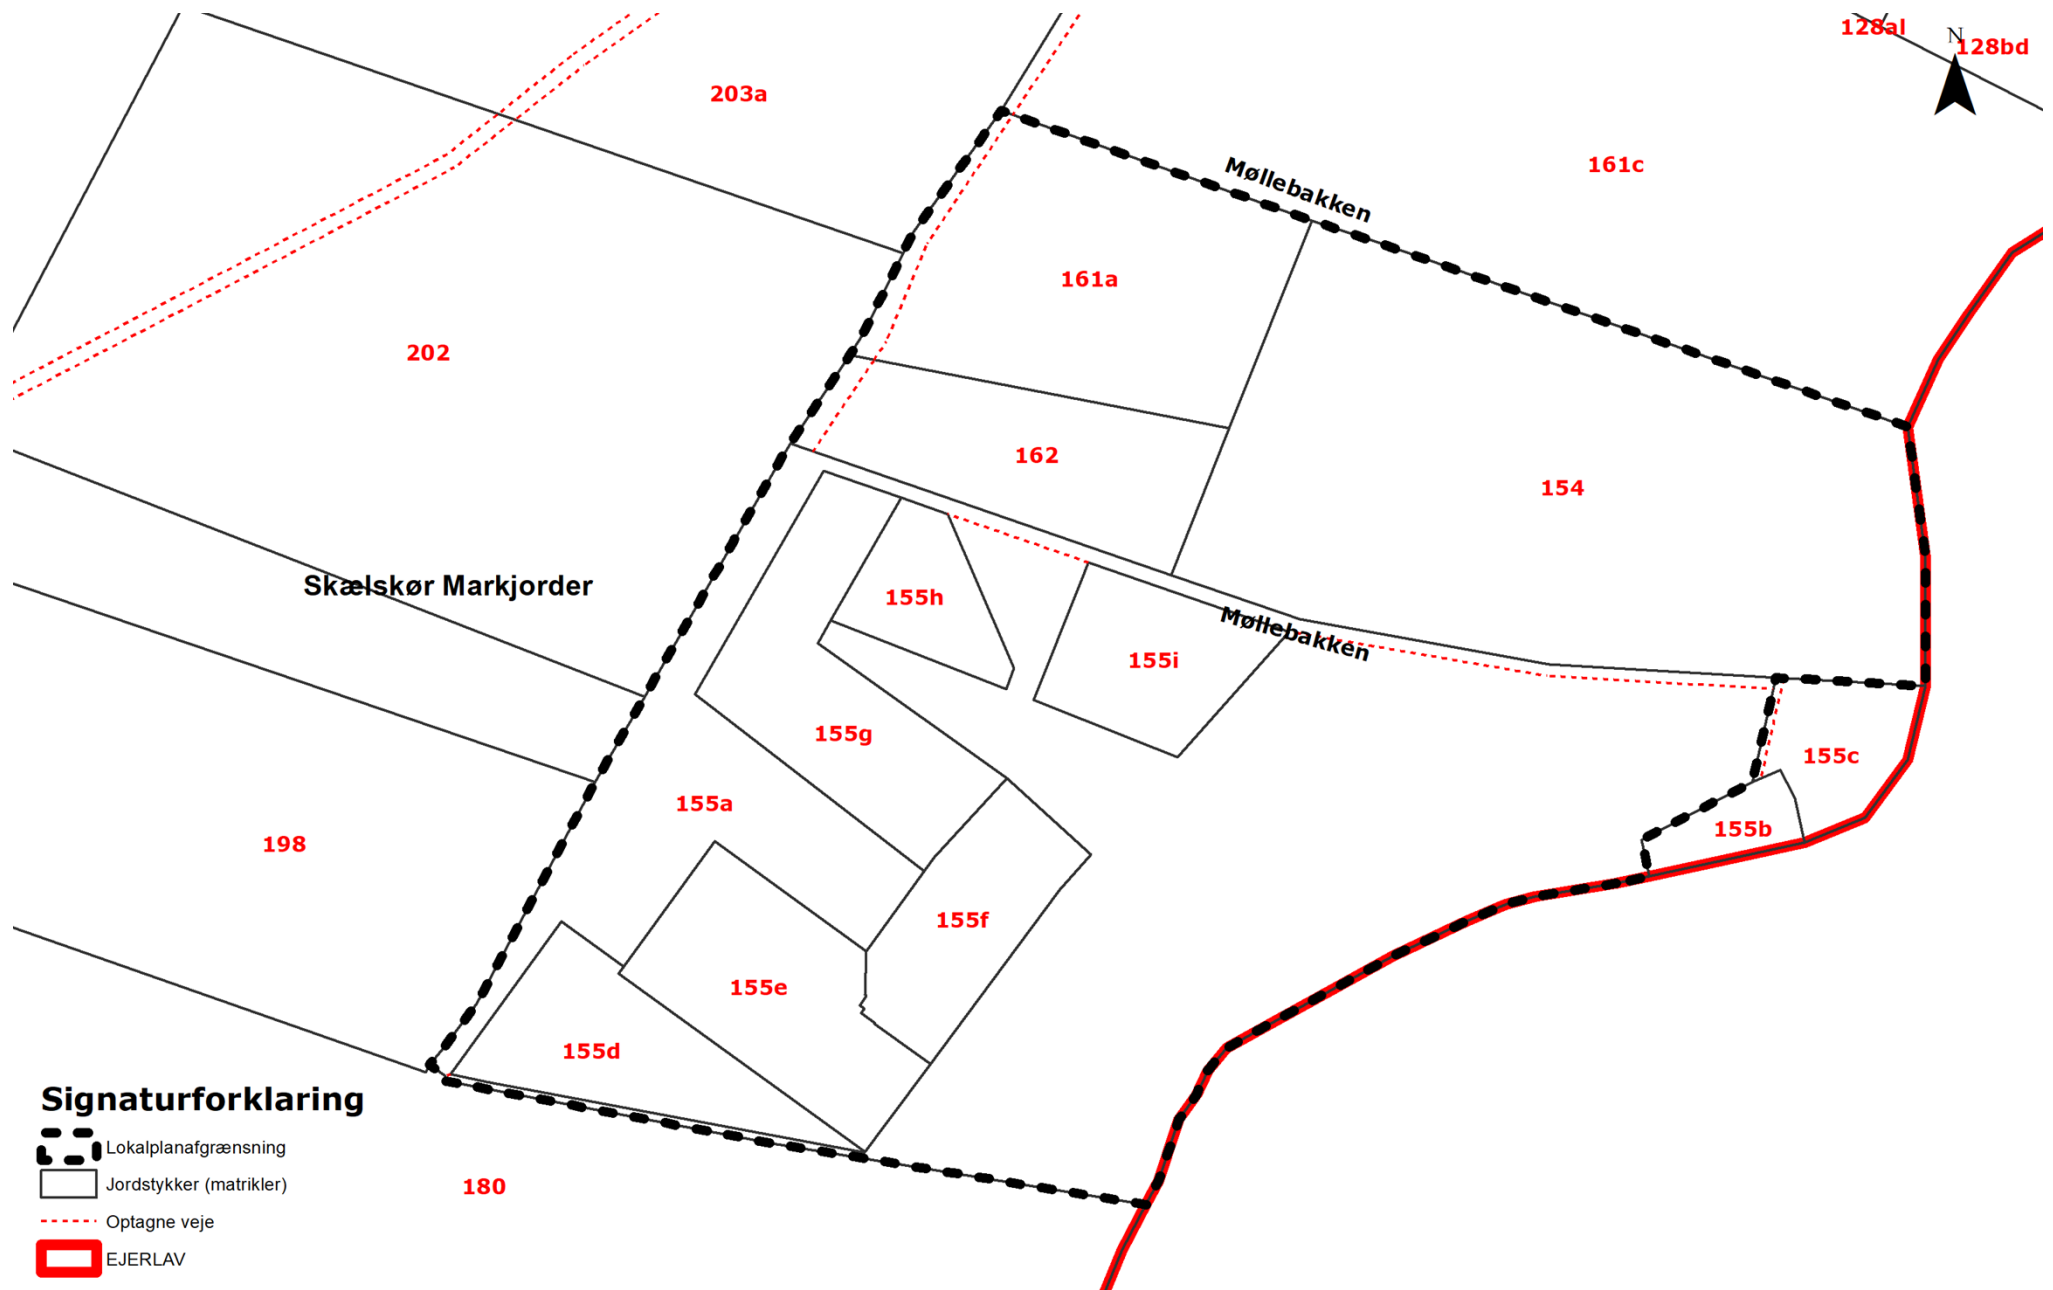 128al
N
128bd
203a
161c
Møllebakken
161a
202
162
154
Skælskør Markjorder
155h
Møllebakken
155i
155g
155c
155a
155b
198
155f
155e
155d
Signaturforklaring
Lokalplanafgrænsning
Jordstykker (matrikler)
180
Optagne veje
EJERLAV